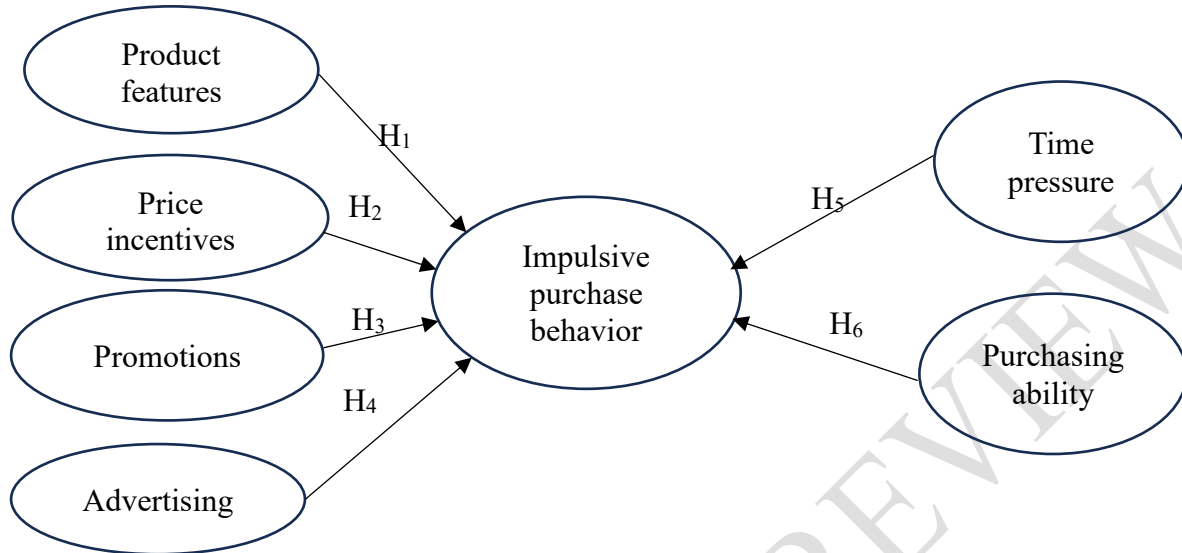 Product
features
H₁
Price
incentives
H₂
Promotions
H₃
Advertising
H₄
Impulsive
purchase
behavior
Time
pressure
H₅
Purchasing
ability
H₆
REVIEW